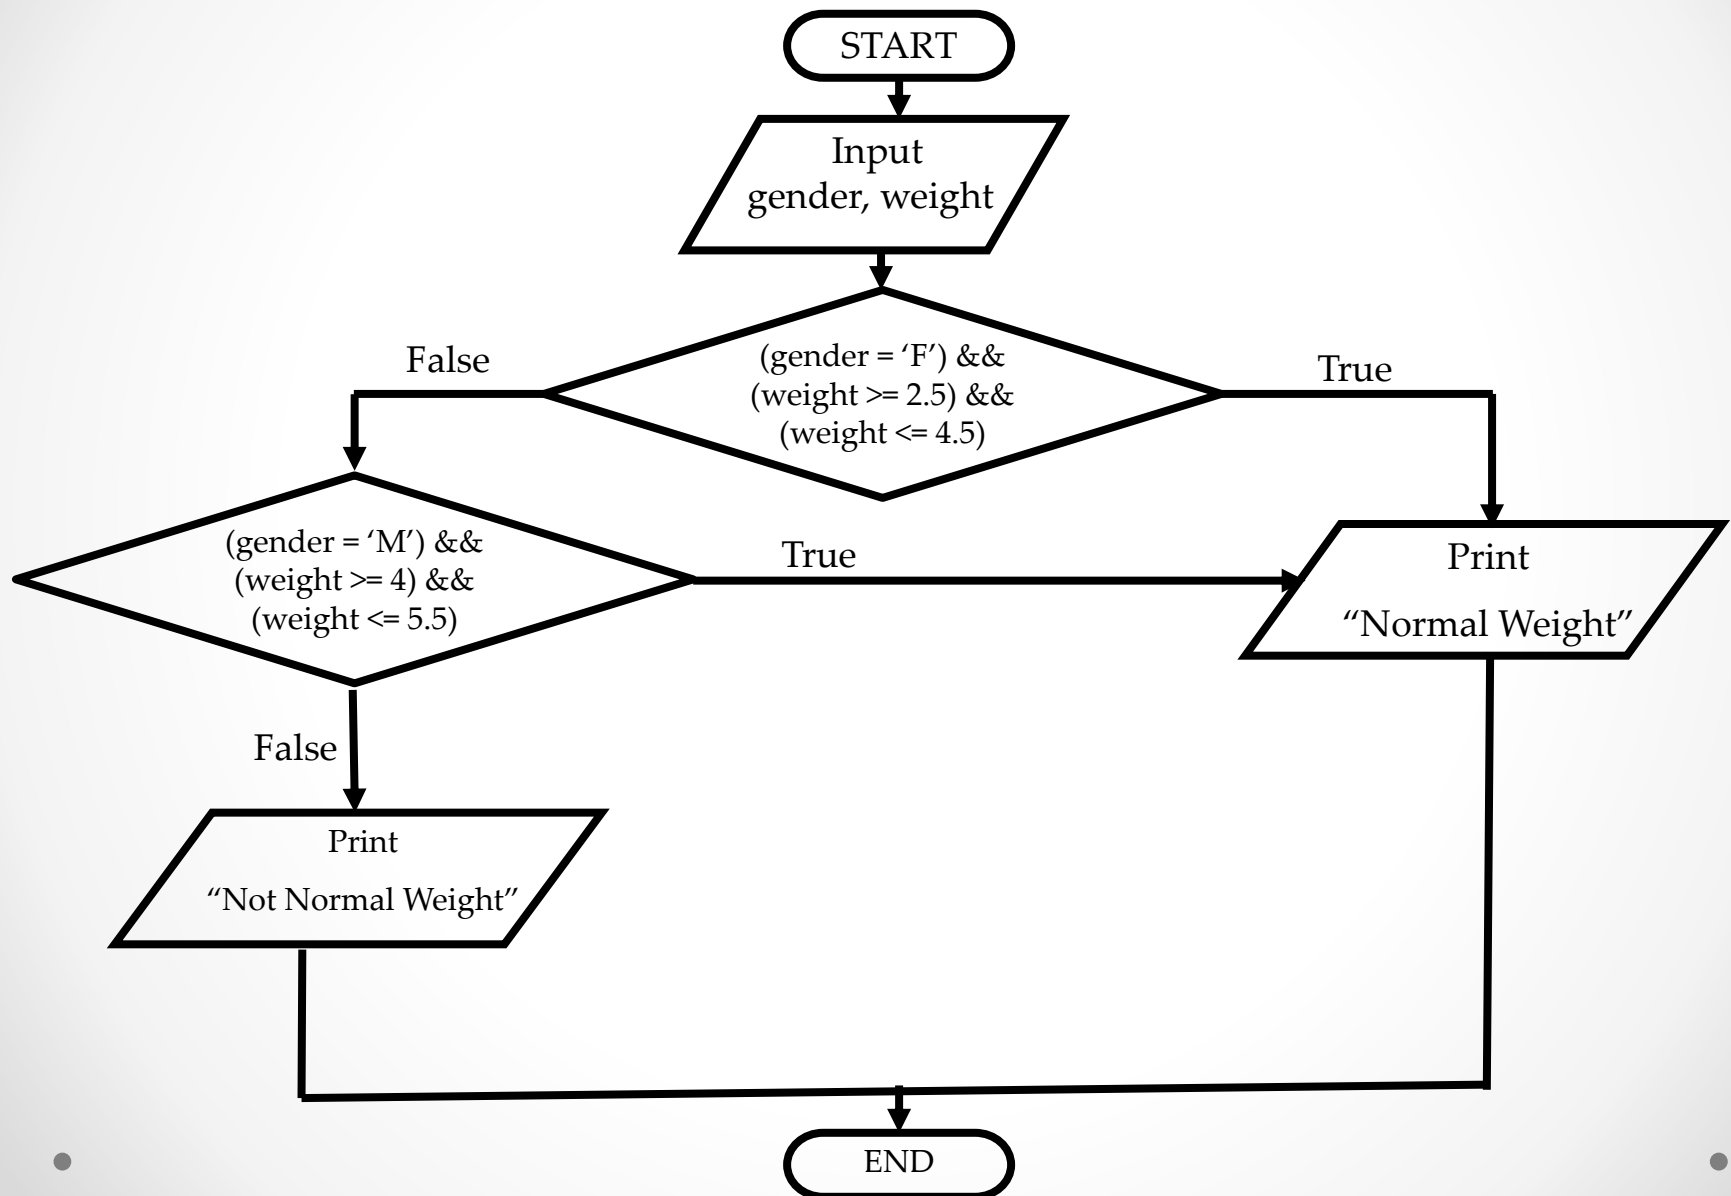 START
Input
gender, weight
False
(gender = ‘F’) &&
(weight >= 2.5) &&
(weight <= 4.5)
True
(gender = ‘M’) &&
(weight >= 4) &&
(weight <= 5.5)
True
Print
“Normal Weight”
False
Print
“Not Normal Weight”
END